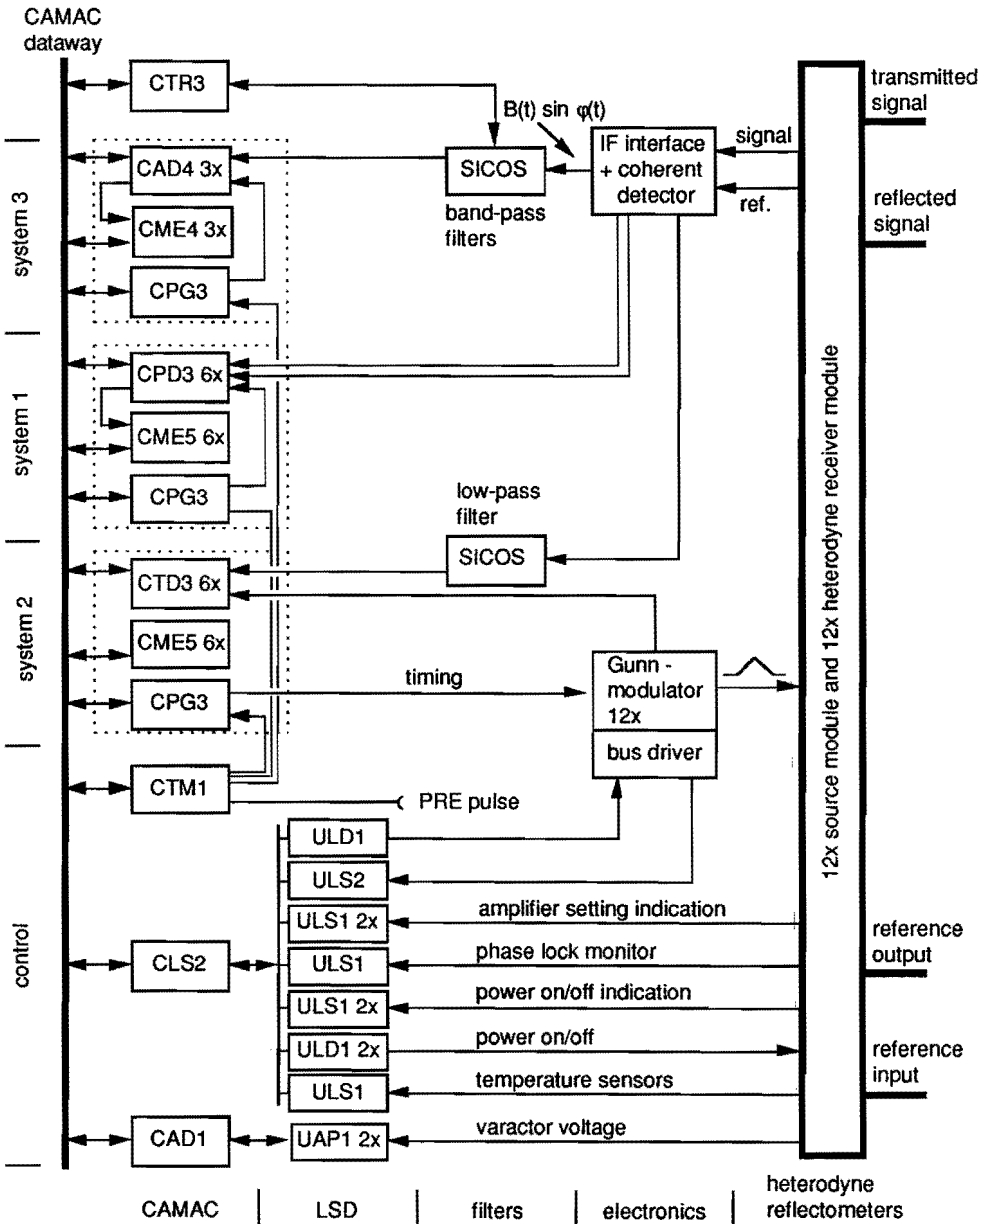 CAMAC
dataway
CTR3
B(t) sin φ(t)
transmitted
signal
IF interface
+ coherent
detector
signal
ref.
SICOS
band-pass
filters
reflected
signal
system 3
CAD4 3x
CME4 3x
CPG3
system 1
CPD3 6x
CME5 6x
CPG3
low-pass
filter
SICOS
system 2
CTD3 6x
CME5 6x
CPG3
timing
Gunn -
modulator
12x
bus driver
12x source module and 12x heterodyne receiver module
CTM1
PRE pulse
control
ULD1
ULS2
ULS1 2x
amplifier setting indication
CLS2
ULS1
phase lock monitor
reference
output
ULS1 2x
power on/off indication
ULD1 2x
power on/off
reference
input
ULS1
temperature sensors
CAD1
UAP1 2x
varactor voltage
CAMAC
LSD
filters
electronics
heterodyne
reflectometers